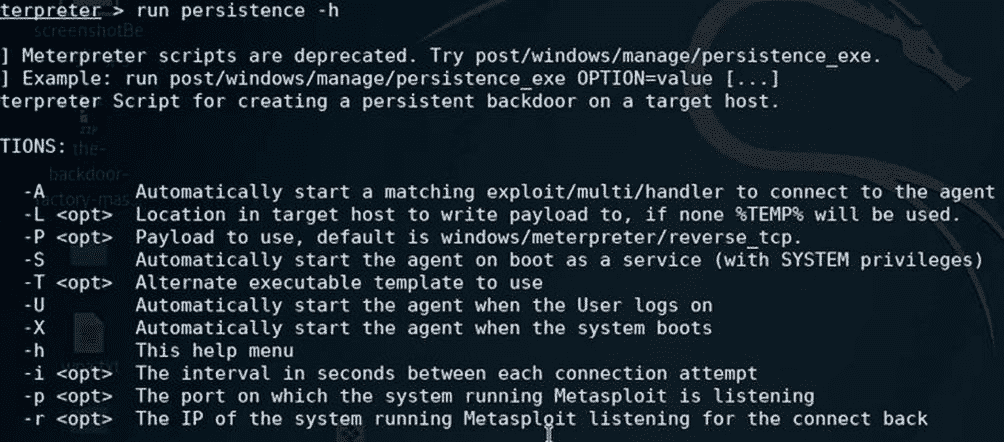 terpreter > run persistence -h
screenshotBe
] Meterpreter scripts are deprecated. Try post/windows/manage/persistence_exe.
] Example: run post/windows/manage/persistence_exe OPTION=value [...]
terpreter Script for creating a persistent backdoor on a target host.
ZIP
TIONS:
the-
backdoor-
factory-mas
-A Automatically start a matching exploit/multi/handler to connect to the agent
-L <opt> Location in target host to write payload to, if none %TEMP% will be used.
-P <opt> Payload to use, default is windows/meterpreter/reverse_tcp.
-S Automatically start the agent on boot as a service (with SYSTEM privileges)
-T <opt> Alternate executable template to use
-U Automatically start the agent when the User logs on
-X Automatically start the agent when the system boots
-h This help menu
-i <opt> The interval in seconds between each connection attempt
-p <opt> The port on which the system running Metasploit is listening
-r <opt> The IP of the system running Metasploit listening for the connect back